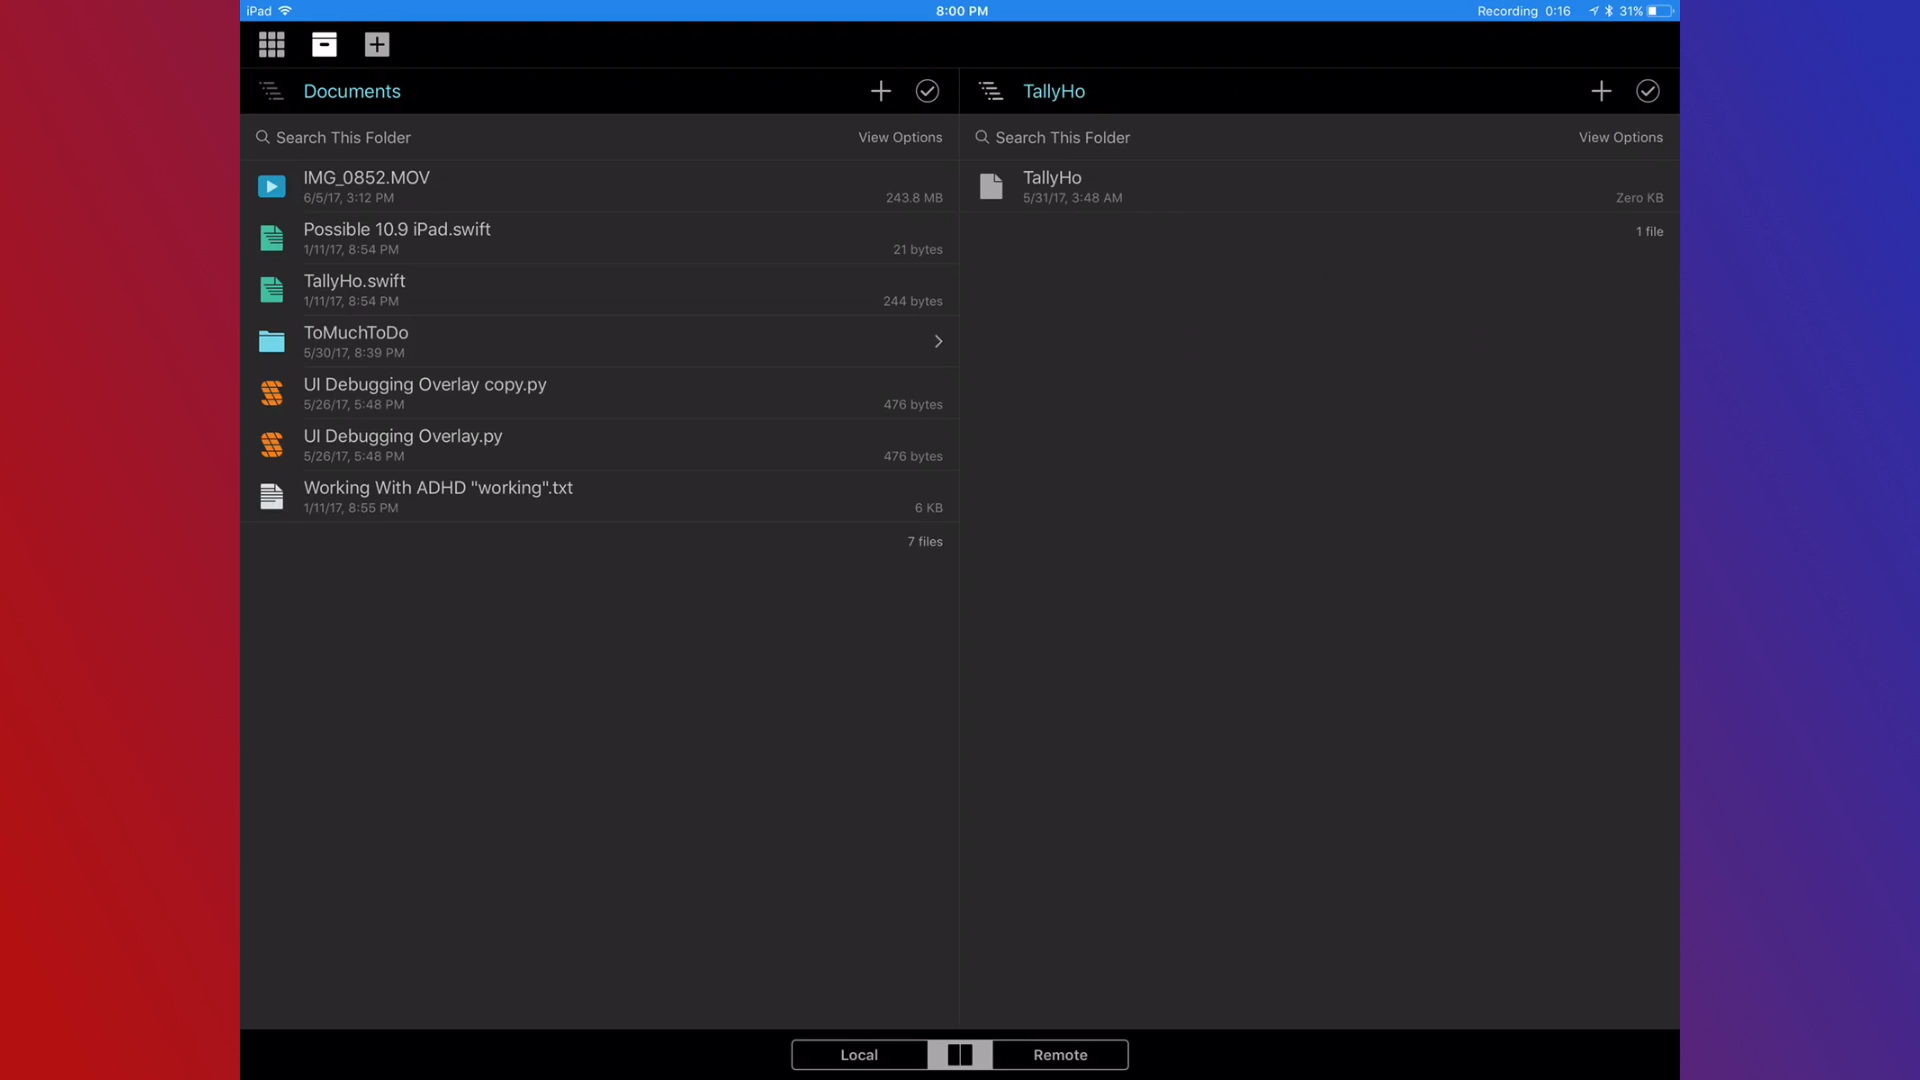 iPad 8:00 PM Recording 0:16 31%
Documents
TallyHo
Search This Folder View Options
Search This Folder View Options
IMG_0852.MOV
6/5/17, 3:12 PM 243.8 MB
Possible 10.9 iPad.swift
1/11/17, 8:54 PM 21 bytes
TallyHo.swift
1/11/17, 8:54 PM 244 bytes
ToMuchToDo
5/30/17, 8:39 PM
UI Debugging Overlay copy.py
5/26/17, 5:48 PM 476 bytes
UI Debugging Overlay.py
5/26/17, 5:48 PM 476 bytes
Working With ADHD "working".txt
1/11/17, 8:55 PM 6 KB
7 files
TallyHo
5/31/17, 3:48 AM Zero KB
1 file
Local Remote